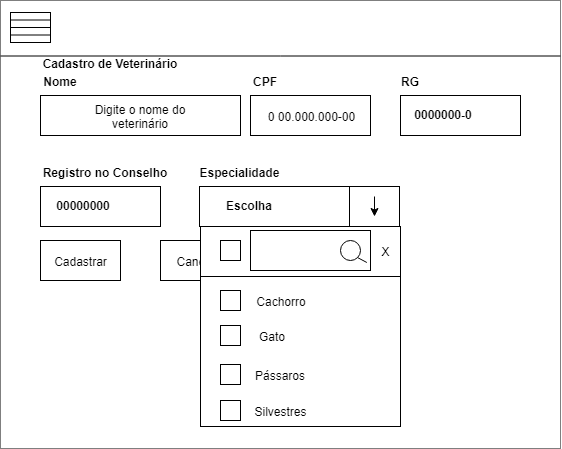 Cadastro de Veterinário
Nome
CPF
RG
Digite o nome do
veterinário
0 00.000.000-00
0000000-0
Registro no Conselho
Especialidade
00000000
Escolha
Cadastrar
Canc
X
Cachorro
Gato
Pássaros
Silvestres